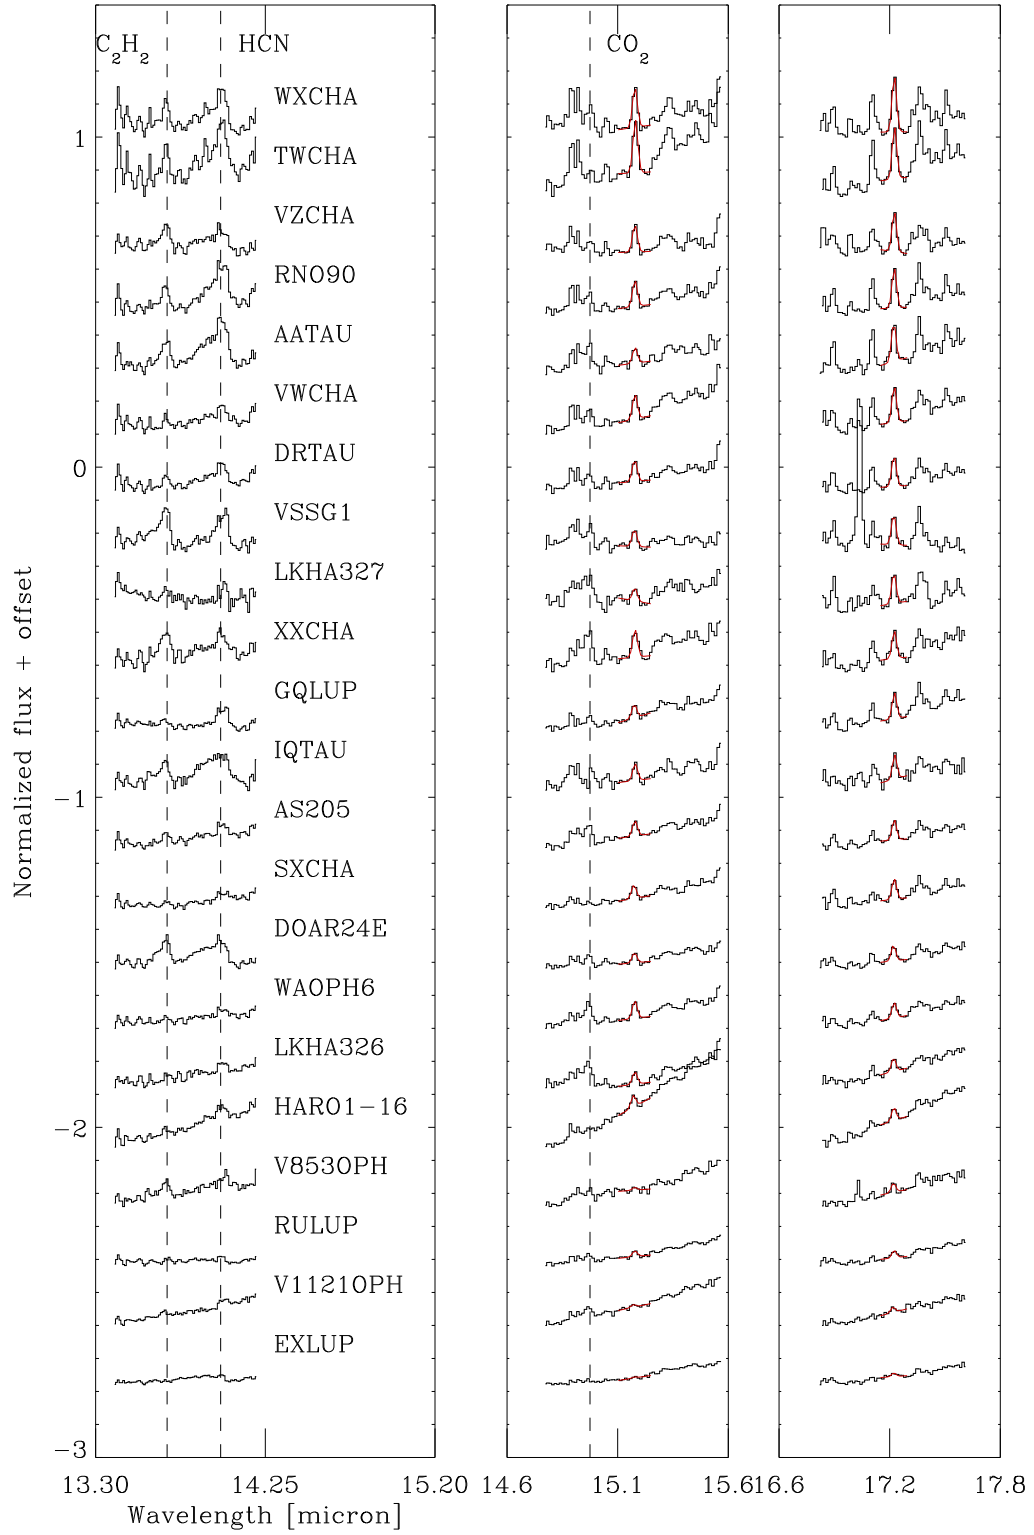 C2H2 HCN CO2
WXCHA
1
TWCHA
VZCHA
RNO90
AATAU
VWCHA
DRTAU
0
VSSG1
LKHA327
XXCHA
GQLUP
IQTAU
−1
AS205
SXCHA
DOAR24E
WAOPH6
LKHA326
HARO1−16
−2
V853OPH
RULUP
V1121OPH
EXLUP
−3
Normalized flux + offset
13.30 14.25 15.20 14.6 15.1 15.6 16.6 17.2 17.8
Wavelength [micron]